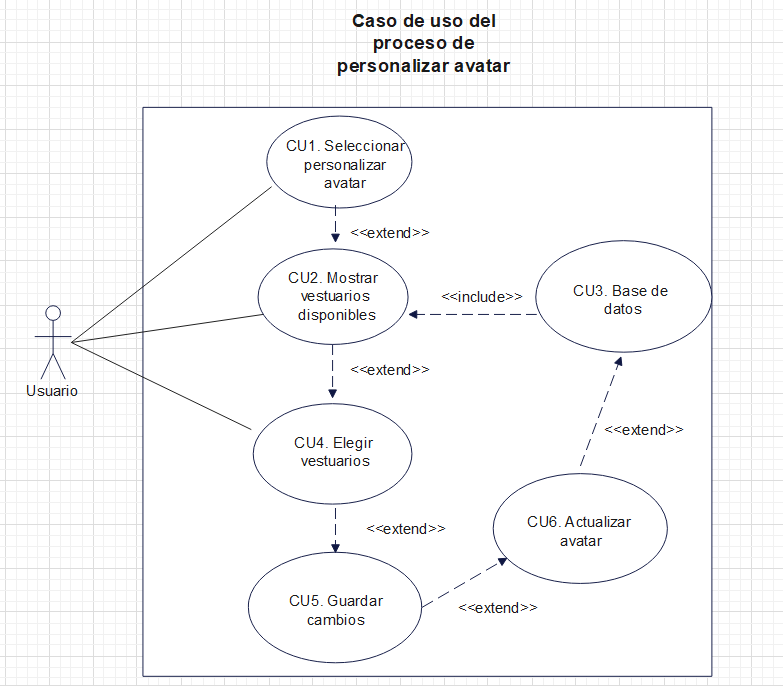 Caso de uso del
proceso de
personalizar avatar
CU1. Seleccionar
personalizar
avatar
<<extend>>
CU2. Mostrar
vestuarios
disponibles
<<include>>
CU3. Base de
datos
<<extend>>
Usuario
CU4. Elegir
vestuarios
<<extend>>
<<extend>>
CU6. Actualizar
avatar
CU5. Guardar
cambios
<<extend>>